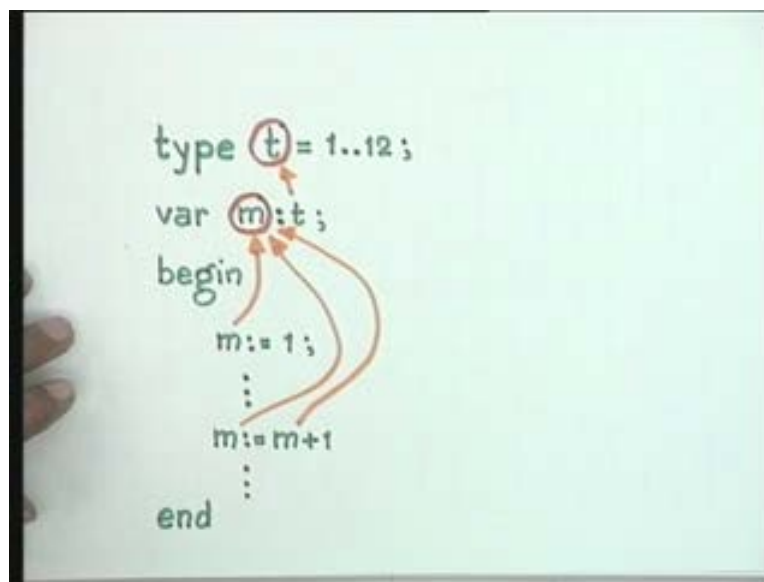 type t = 1..12 ;
var m : t ;
begin
m := 1 ;
⋮
m := m+1
⋮
end